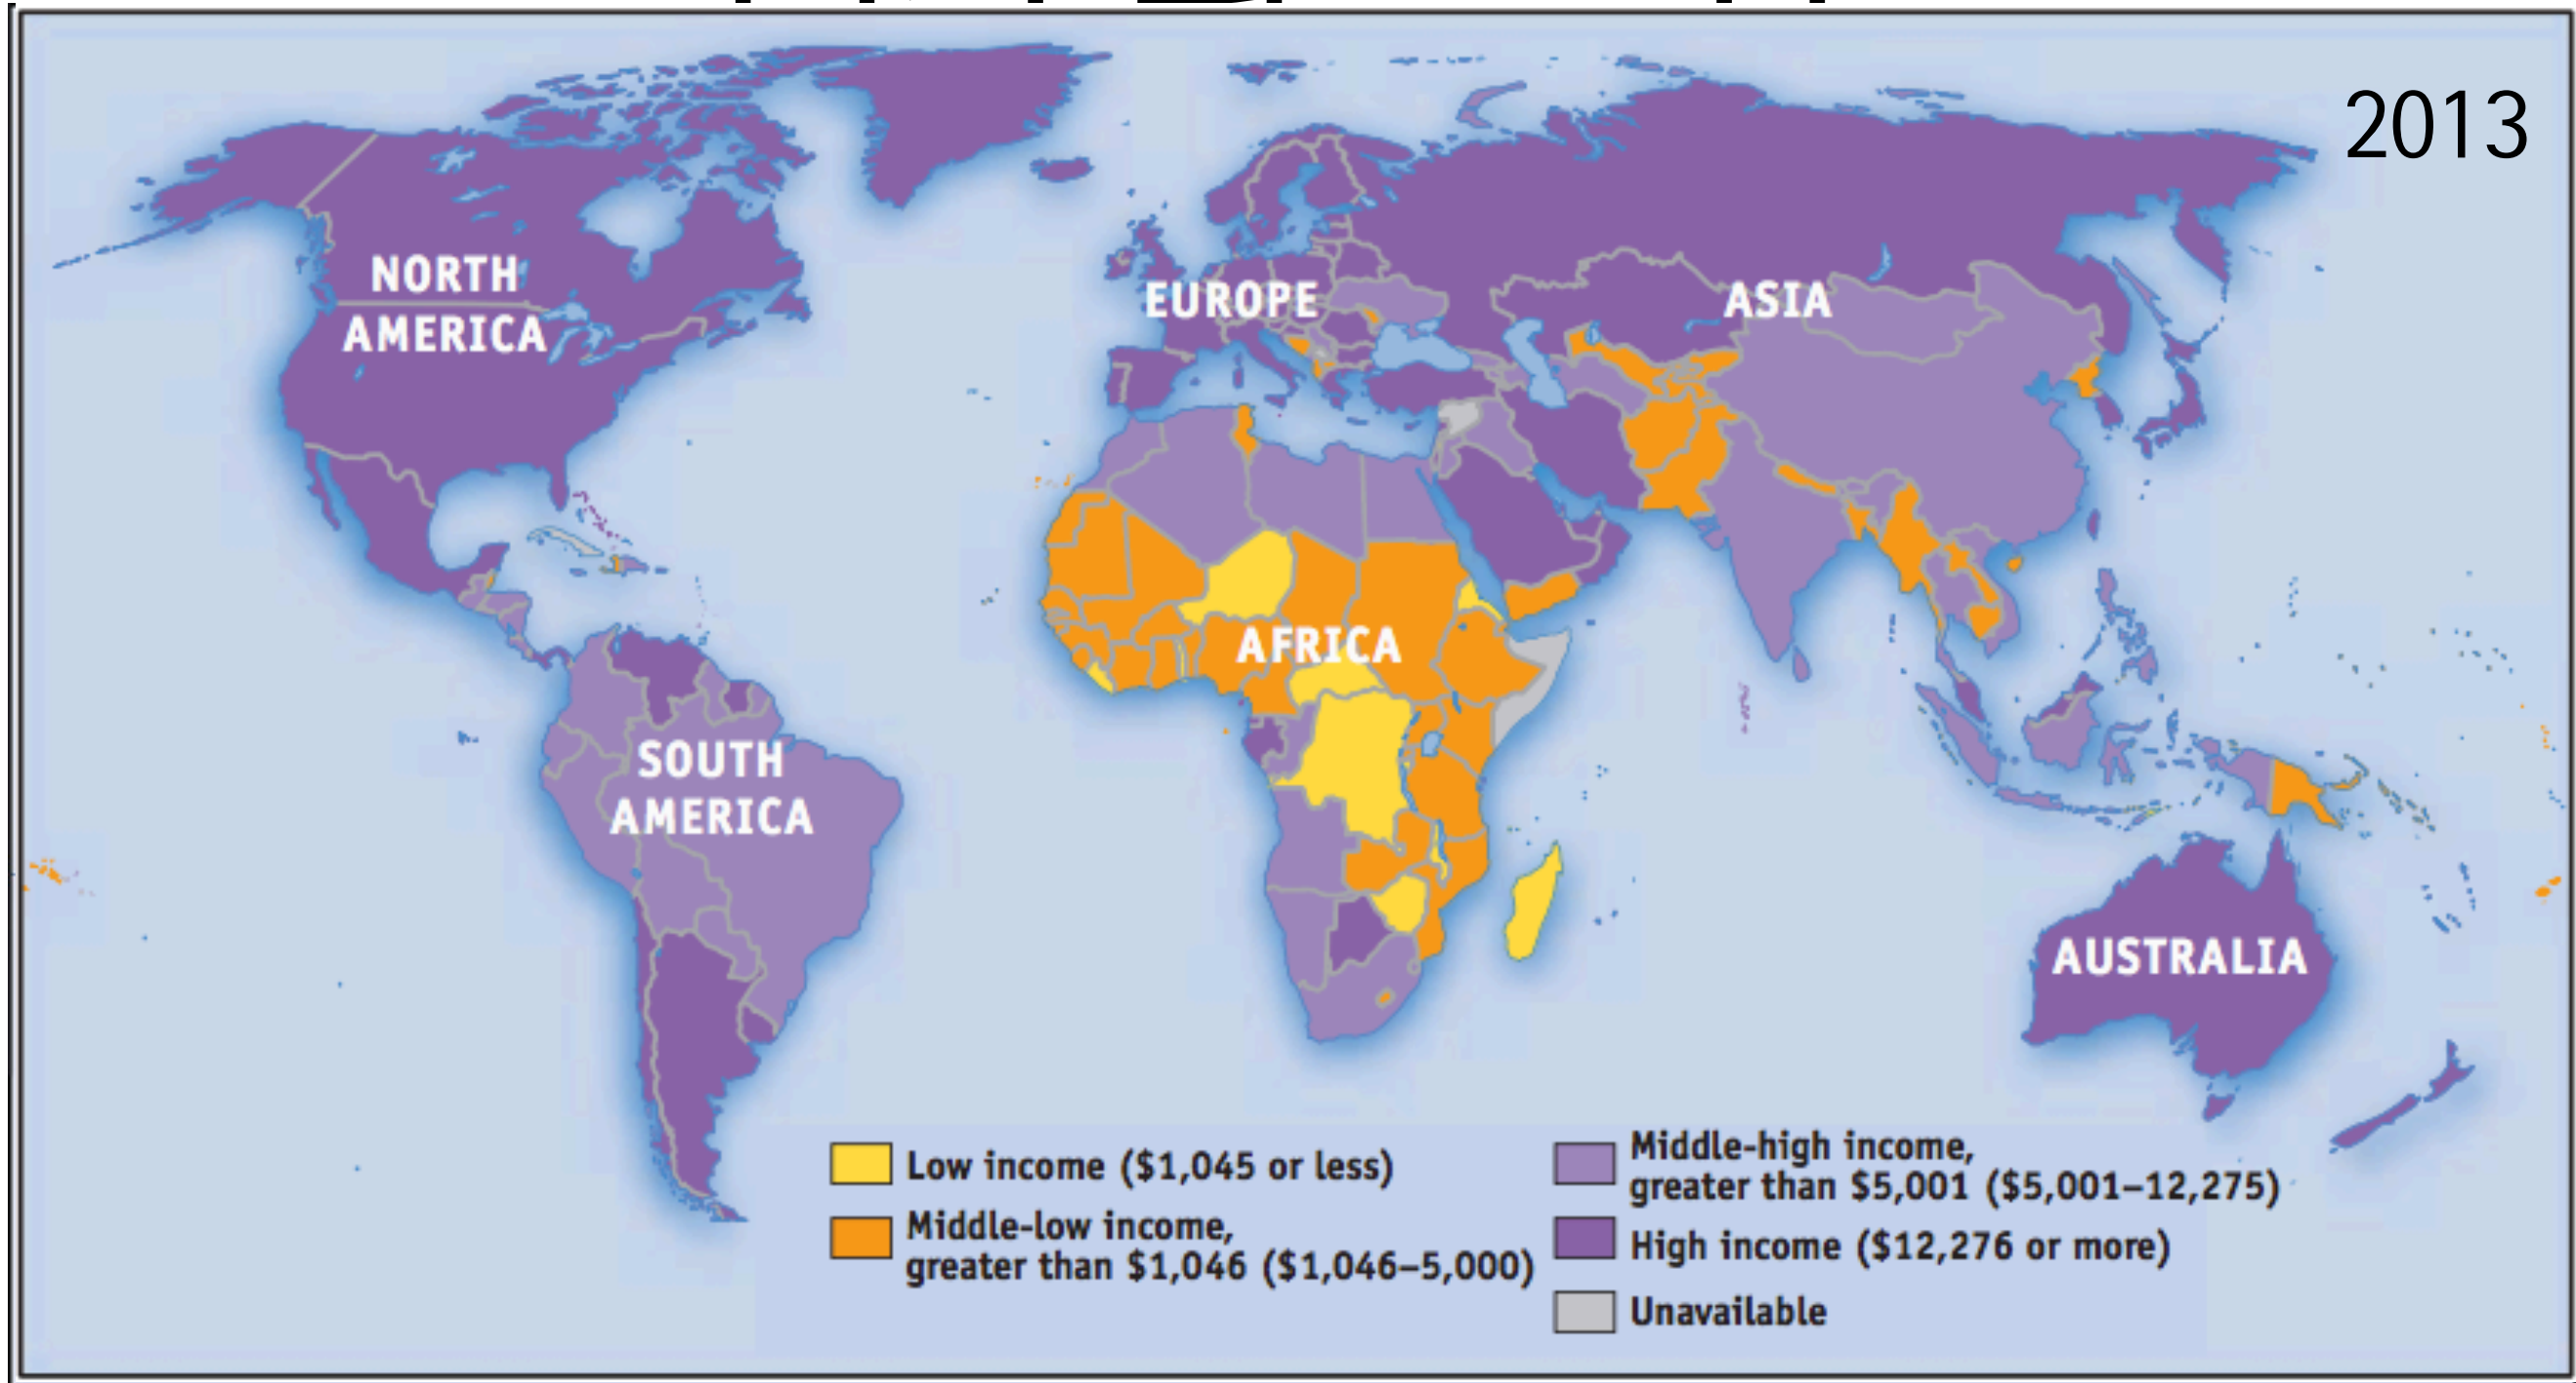 2013
NORTH
AMERICA
EUROPE
ASIA
AFRICA
SOUTH
AMERICA
AUSTRALIA
Low income ($1,045 or less)
Middle-low income,
greater than $1,046 ($1,046–5,000)
Middle-high income,
greater than $5,001 ($5,001–12,275)
High income ($12,276 or more)
Unavailable